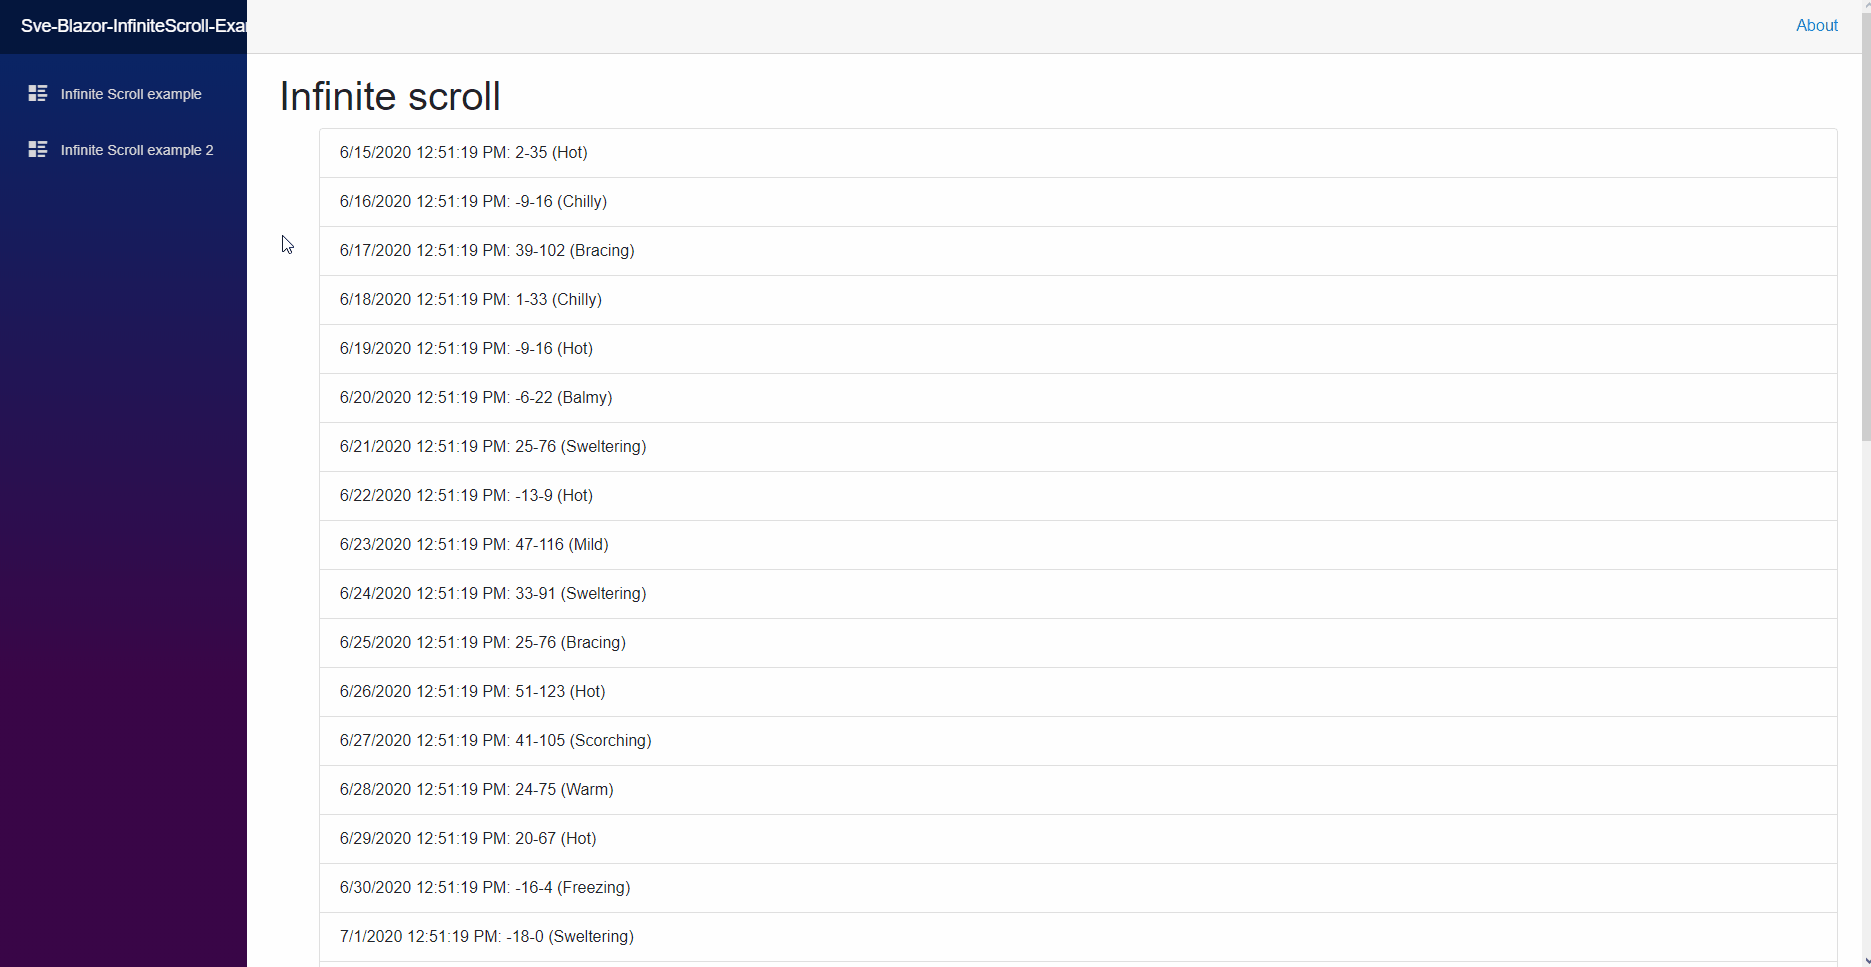 Sve-Blazor-InfiniteScroll-Exa
About
Infinite Scroll example
Infinite Scroll example 2
Infinite scroll
6/15/2020 12:51:19 PM: 2-35 (Hot)
6/16/2020 12:51:19 PM: -9-16 (Chilly)
6/17/2020 12:51:19 PM: 39-102 (Bracing)
6/18/2020 12:51:19 PM: 1-33 (Chilly)
6/19/2020 12:51:19 PM: -9-16 (Hot)
6/20/2020 12:51:19 PM: -6-22 (Balmy)
6/21/2020 12:51:19 PM: 25-76 (Sweltering)
6/22/2020 12:51:19 PM: -13-9 (Hot)
6/23/2020 12:51:19 PM: 47-116 (Mild)
6/24/2020 12:51:19 PM: 33-91 (Sweltering)
6/25/2020 12:51:19 PM: 25-76 (Bracing)
6/26/2020 12:51:19 PM: 51-123 (Hot)
6/27/2020 12:51:19 PM: 41-105 (Scorching)
6/28/2020 12:51:19 PM: 24-75 (Warm)
6/29/2020 12:51:19 PM: 20-67 (Hot)
6/30/2020 12:51:19 PM: -16-4 (Freezing)
7/1/2020 12:51:19 PM: -18-0 (Sweltering)